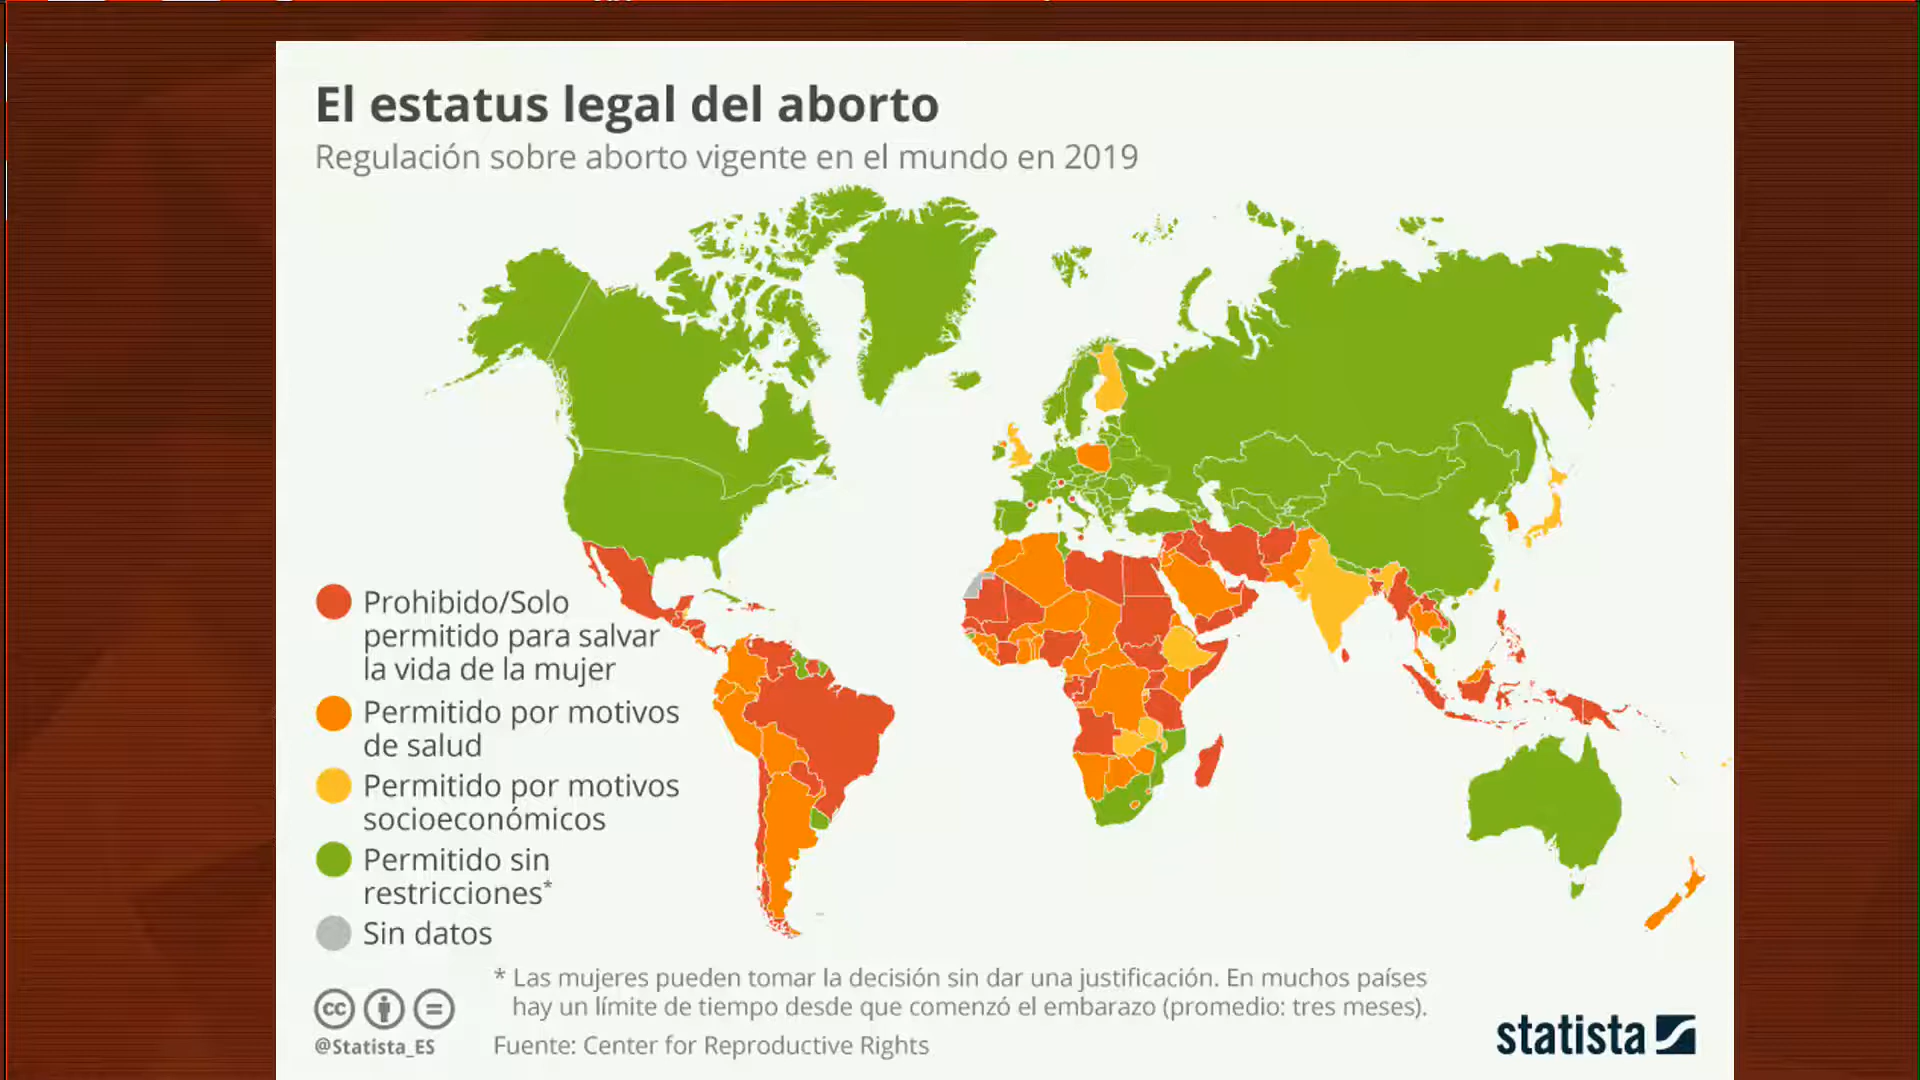 El estatus legal del aborto
Regulación sobre aborto vigente en el mundo en 2019
Prohibido/Solo
permitido para salvar
la vida de la mujer
Permitido por motivos
de salud
Permitido por motivos
socioeconómicos
Permitido sin
restricciones*
Sin datos
* Las mujeres pueden tomar la decisión sin dar una justificación. En muchos países
hay un límite de tiempo desde que comenzó el embarazo (promedio: tres meses).
cc
@Statista_ES
Fuente: Center for Reproductive Rights
statista